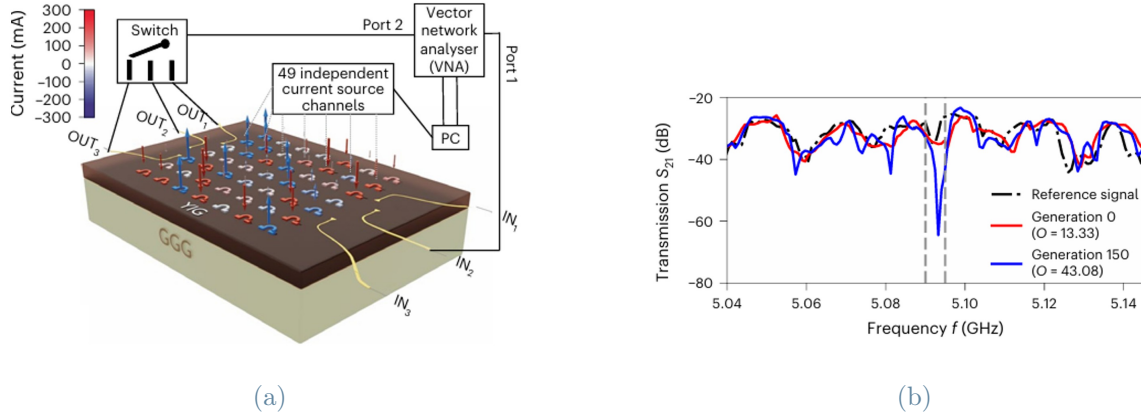 Current (mA)
300
200
100
0
−100
−200
−300
Switch
Port 2
Vector
network
analyser
(VNA)
Port 1
49 independent
current source
channels
PC
OUT₁
OUT₂
OUT₃
YIG
GGG
IN₁
IN₂
IN₃
(a)
Transmission S₂₁ (dB)
−20
−40
−60
−80
Reference signal
Generation 0
(O = 13.33)
Generation 150
(O = 43.08)
5.04 5.06 5.08 5.10 5.12 5.14
Frequency f (GHz)
(b)